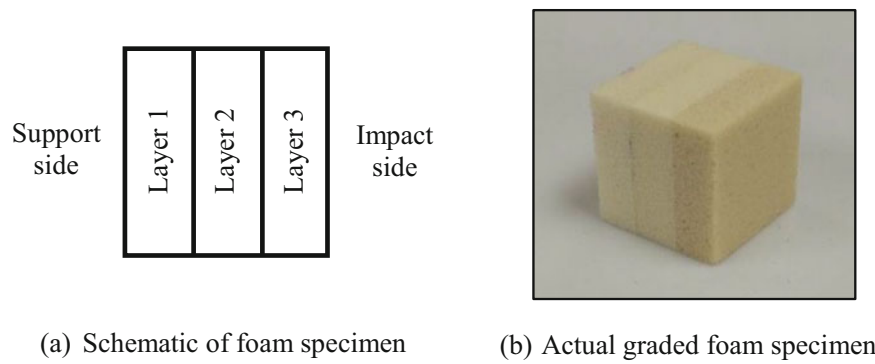 Support
side
Layer 1
Layer 2
Layer 3
Impact
side
(a) Schematic of foam specimen
(b) Actual graded foam specimen